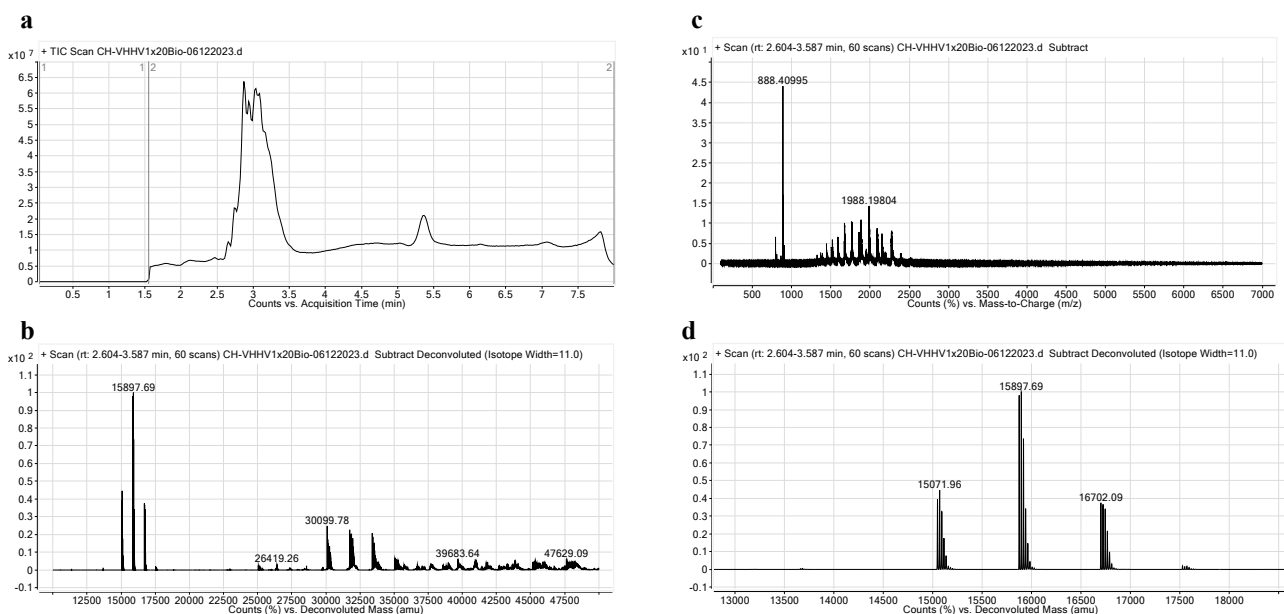 a
+ TIC Scan CH-VHHV1x20Bio-06122023.d
x10 7
1 1 2 2
6.5
6
5.5
5
4.5
4
3.5
3
2.5
2
1.5
1
0.5
0
0.5 1 1.5 2 2.5 3 3.5 4 4.5 5 5.5 6 6.5 7 7.5
Counts vs. Acquisition Time (min)
b
+ Scan (rt: 2.604-3.587 min, 60 scans) CH-VHHV1x20Bio-06122023.d Subtract Deconvoluted (Isotope Width=11.0)
x10 2
1.1
1
0.9
0.8
0.7
0.6
0.5
0.4
0.3
0.2
0.1
0
-0.1
15897.69
26419.26
30099.78
39683.64
47629.09
12500 15000 17500 20000 22500 25000 27500 30000 32500 35000 37500 40000 42500 45000 47500
Counts (%) vs. Deconvoluted Mass (amu)
c
+ Scan (rt: 2.604-3.587 min, 60 scans) CH-VHHV1x20Bio-06122023.d Subtract
x10 1
4.5
4
3.5
3
2.5
2
1.5
1
0.5
0
888.40995
1988.19804
500 1000 1500 2000 2500 3000 3500 4000 4500 5000 5500 6000 6500 7000
Counts (%) vs. Mass-to-Charge (m/z)
d
+ Scan (rt: 2.604-3.587 min, 60 scans) CH-VHHV1x20Bio-06122023.d Subtract Deconvoluted (Isotope Width=11.0)
x10 2
1.1
1
0.9
0.8
0.7
0.6
0.5
0.4
0.3
0.2
0.1
0
-0.1
15897.69
15071.96
16702.09
13000 13500 14000 14500 15000 15500 16000 16500 17000 17500 18000
Counts (%) vs. Deconvoluted Mass (amu)